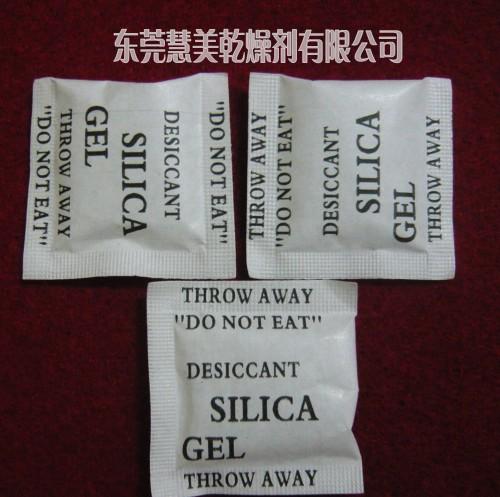 东莞慧美乾燥剂有限公司
"DO NOT EAT"
THROW AWAY
GEL
SILICA
DESICCANT
"DO NOT EAT"
THROW AWAY
"DO NOT EAT"
DESICCANT
SILICA
GEL
THROW AWAY
THROW AWAY
"DO NOT EAT"
DESICCANT
SILICA
GEL
THROW AWAY